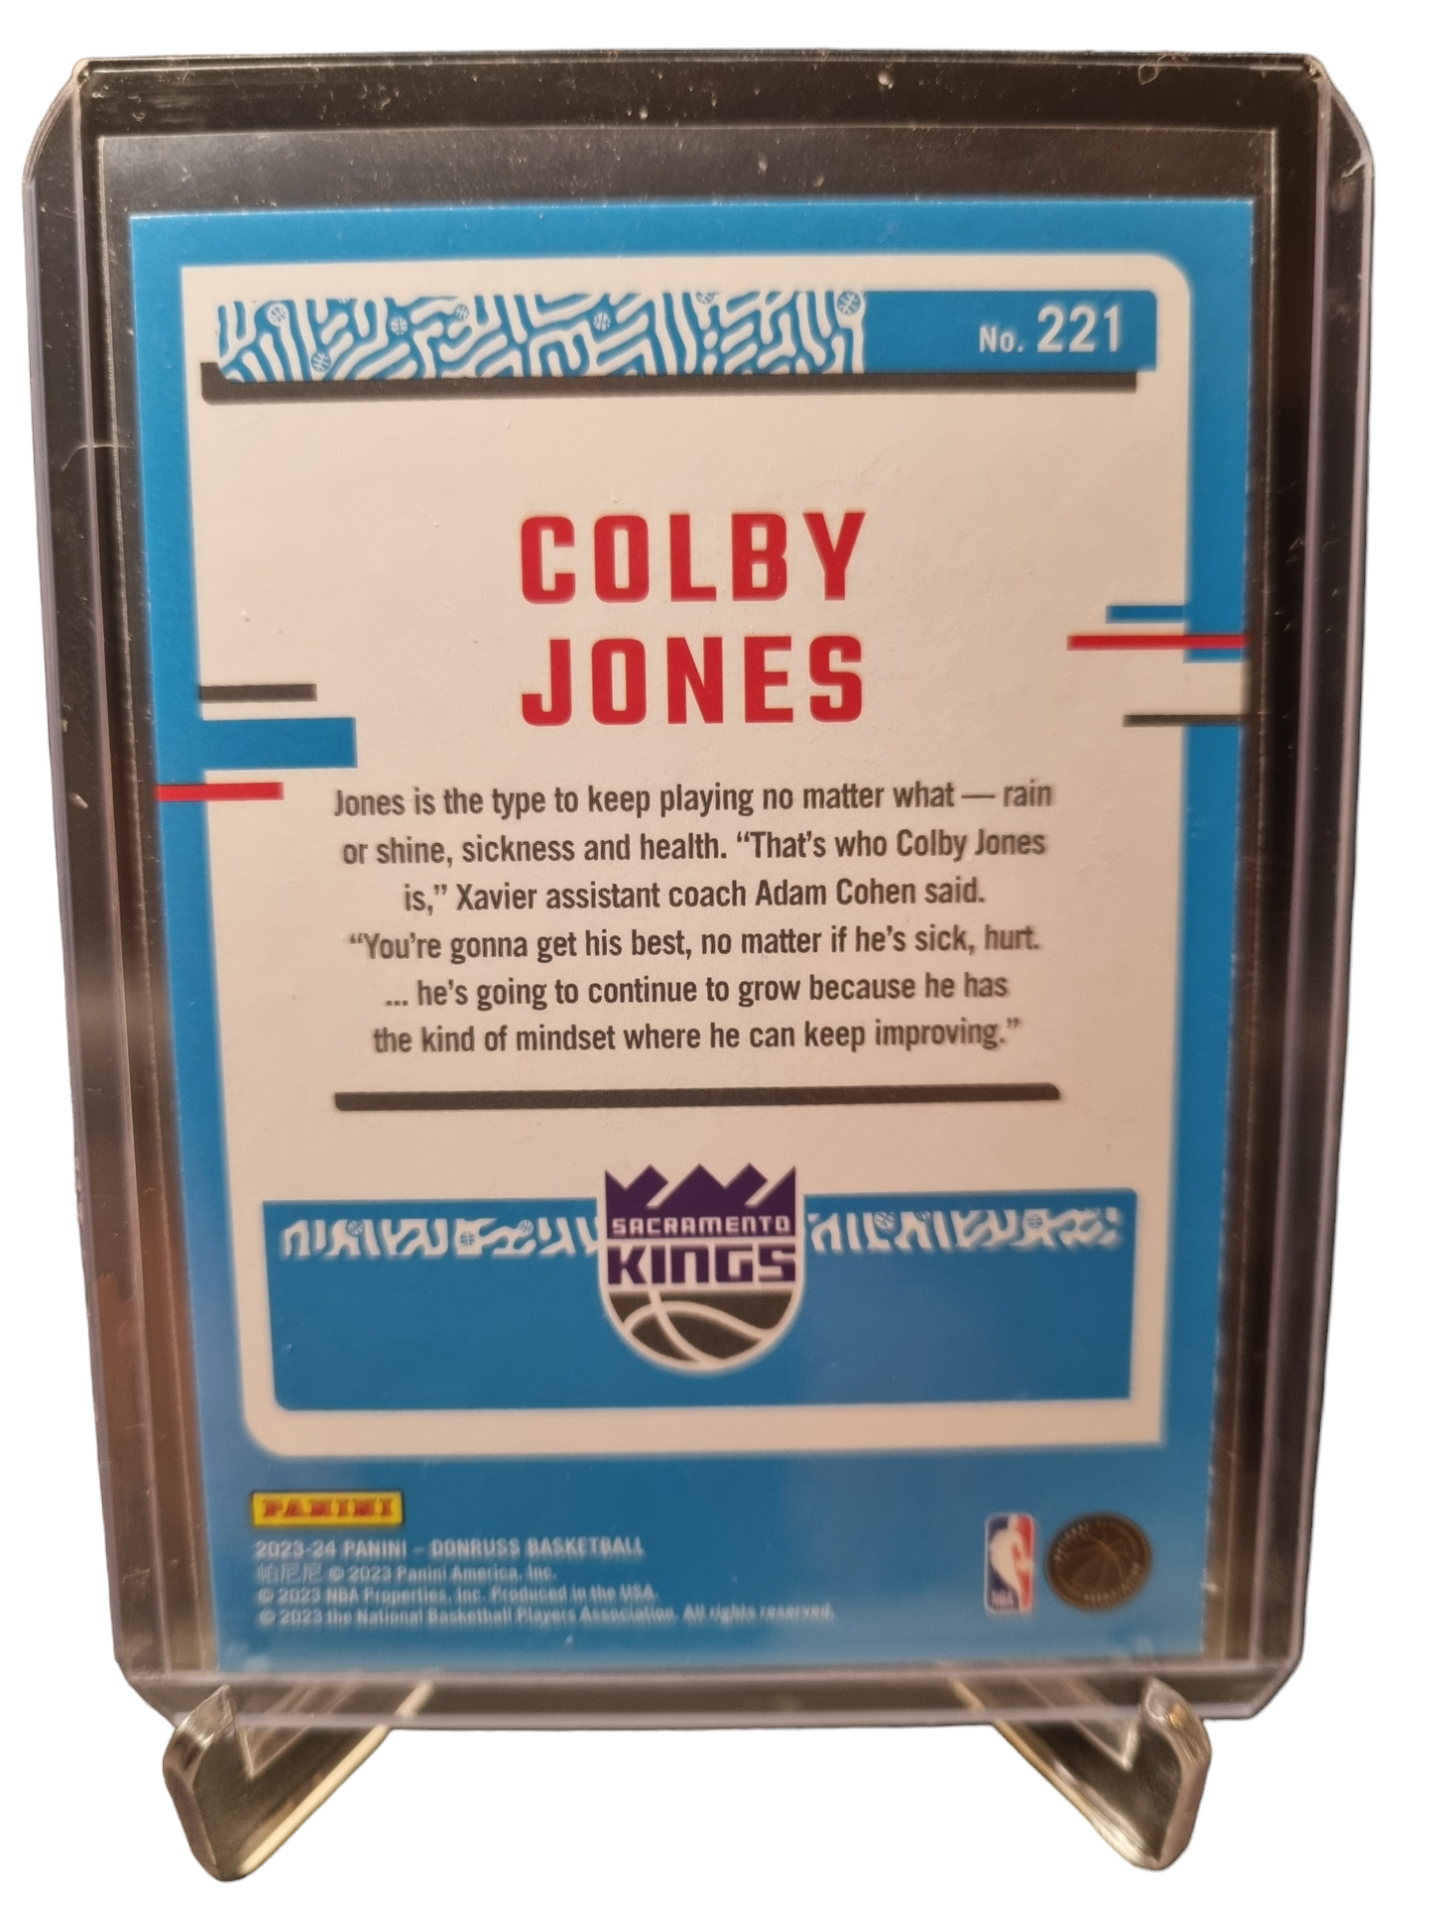 No. 221
COLBY
JONES
Jones is the type to keep playing no matter what — rain
or shine, sickness and health. “That’s who Colby Jones
is,” Xavier assistant coach Adam Cohen said.
“You’re gonna get his best, no matter if he’s sick, hurt.
... he’s going to continue to grow because he has
the kind of mindset where he can keep improving.”
SACRAMENTO
KINGS
PANINI
2023-24 PANINI – DONRUSS BASKETBALL
帕尼尼 © 2023 Panini America, Inc.
© 2023 NBA Properties, Inc. Produced in the USA.
© 2023 the National Basketball Players Association. All rights reserved.
NBA